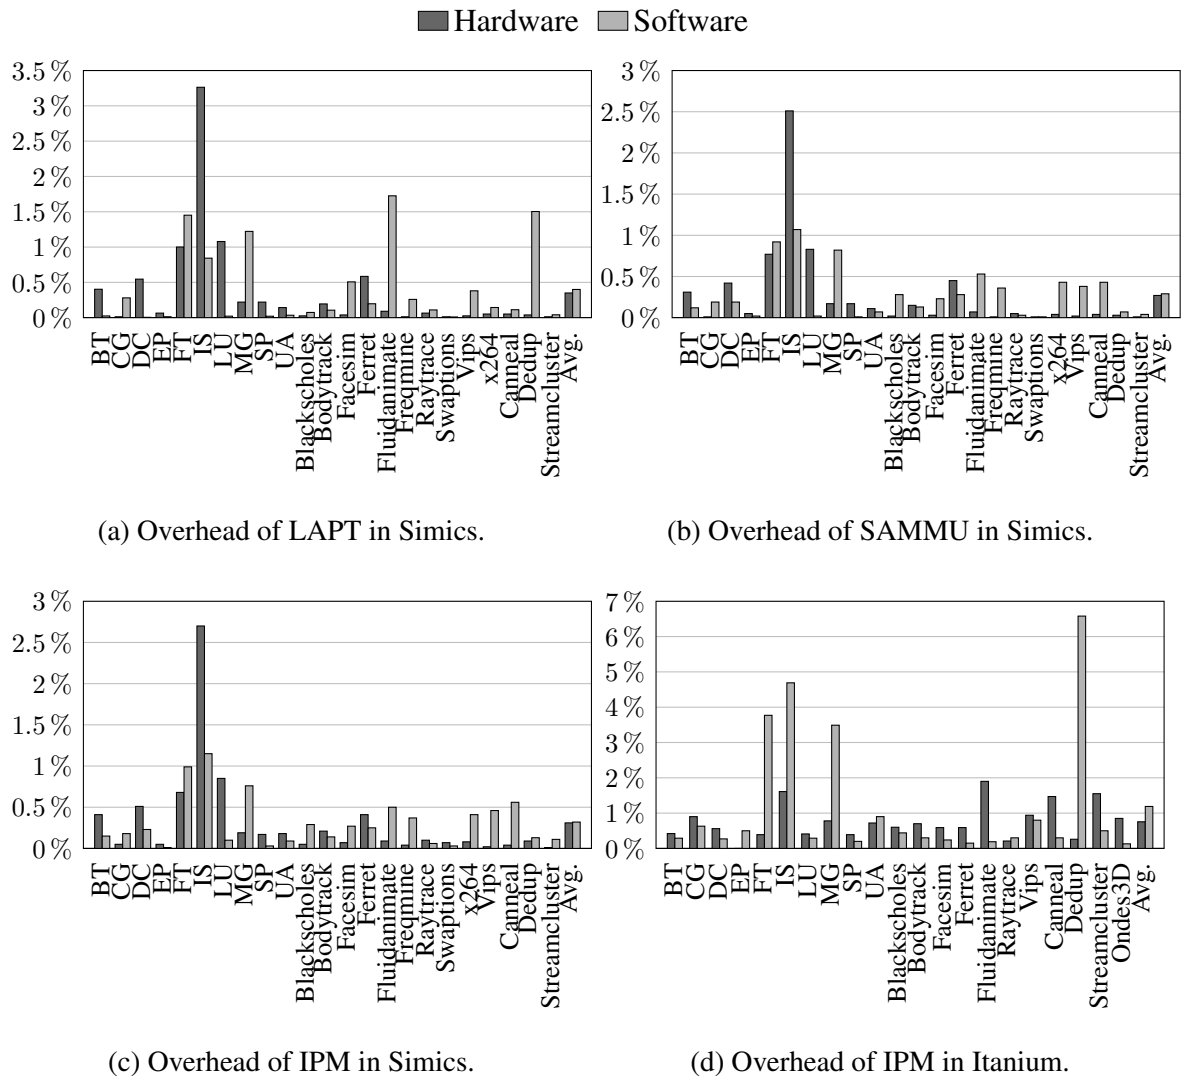 Hardware Software
3.5 %
3 %
2.5 %
2 %
1.5 %
1 %
0.5 %
0 %
BT
CG
DC
EP
FT
IS
LU
MG
SP
UA
Blackscholes
Bodytrack
Facesim
Ferret
Fluidanimate
Freqmine
Raytrace
Swaptions
Vips
x264
Canneal
Dedup
Streamcluster
Avg.
(a) Overhead of LAPT in Simics.
3 %
2.5 %
2 %
1.5 %
1 %
0.5 %
0 %
BT
CG
DC
EP
FT
IS
LU
MG
SP
UA
Blackscholes
Bodytrack
Facesim
Ferret
Fluidanimate
Freqmine
Raytrace
Swaptions
x264
Vips
Canneal
Dedup
Streamcluster
Avg.
(b) Overhead of SAMMU in Simics.
3 %
2.5 %
2 %
1.5 %
1 %
0.5 %
0 %
BT
CG
DC
EP
FT
IS
LU
MG
SP
UA
Blackscholes
Bodytrack
Facesim
Ferret
Fluidanimate
Freqmine
Raytrace
Swaptions
x264
Vips
Canneal
Dedup
Streamcluster
Avg.
(c) Overhead of IPM in Simics.
7 %
6 %
5 %
4 %
3 %
2 %
1 %
0 %
BT
CG
DC
EP
FT
IS
LU
MG
SP
UA
Blackscholes
Bodytrack
Facesim
Ferret
Fluidanimate
Raytrace
Vips
Canneal
Dedup
Streamcluster
Ondes3D
Avg.
(d) Overhead of IPM in Itanium.